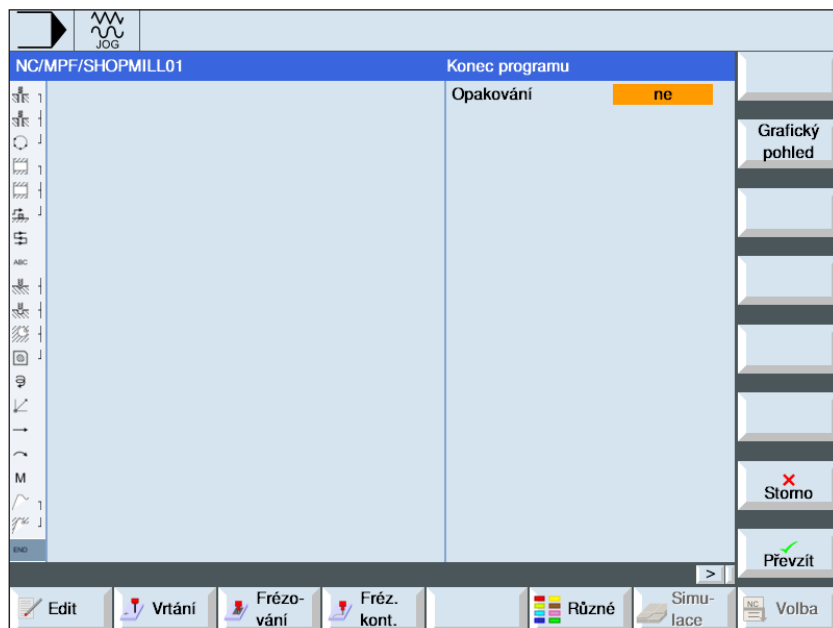 JOG
NC/MPF/SHOPMILL01
Konec programu
Opakování
ne
Grafický
pohled
ABC
M
END
Storno
Převzít
>
Edit
Vrtání
Frézo-
vání
Fréz.
kont.
Různé
Simu-
lace
NC
Volba